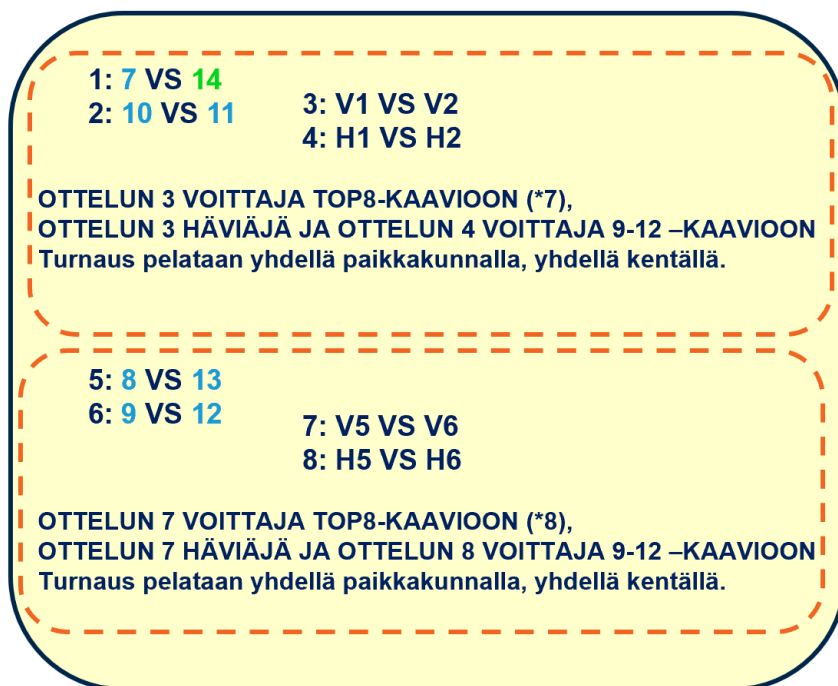 1: 7 VS 14
2: 10 VS 11
3: V1 VS V2
4: H1 VS H2
OTTELUN 3 VOITTAJA TOP8-KAAVIOON (*7),
OTTELUN 3 HÄVIÄJÄ JA OTTELUN 4 VOITTAJA 9-12 –KAAVIOON
Turnaus pelataan yhdellä paikkakunnalla, yhdellä kentällä.
5: 8 VS 13
6: 9 VS 12
7: V5 VS V6
8: H5 VS H6
OTTELUN 7 VOITTAJA TOP8-KAAVIOON (*8),
OTTELUN 7 HÄVIÄJÄ JA OTTELUN 8 VOITTAJA 9-12 –KAAVIOON
Turnaus pelataan yhdellä paikkakunnalla, yhdellä kentällä.